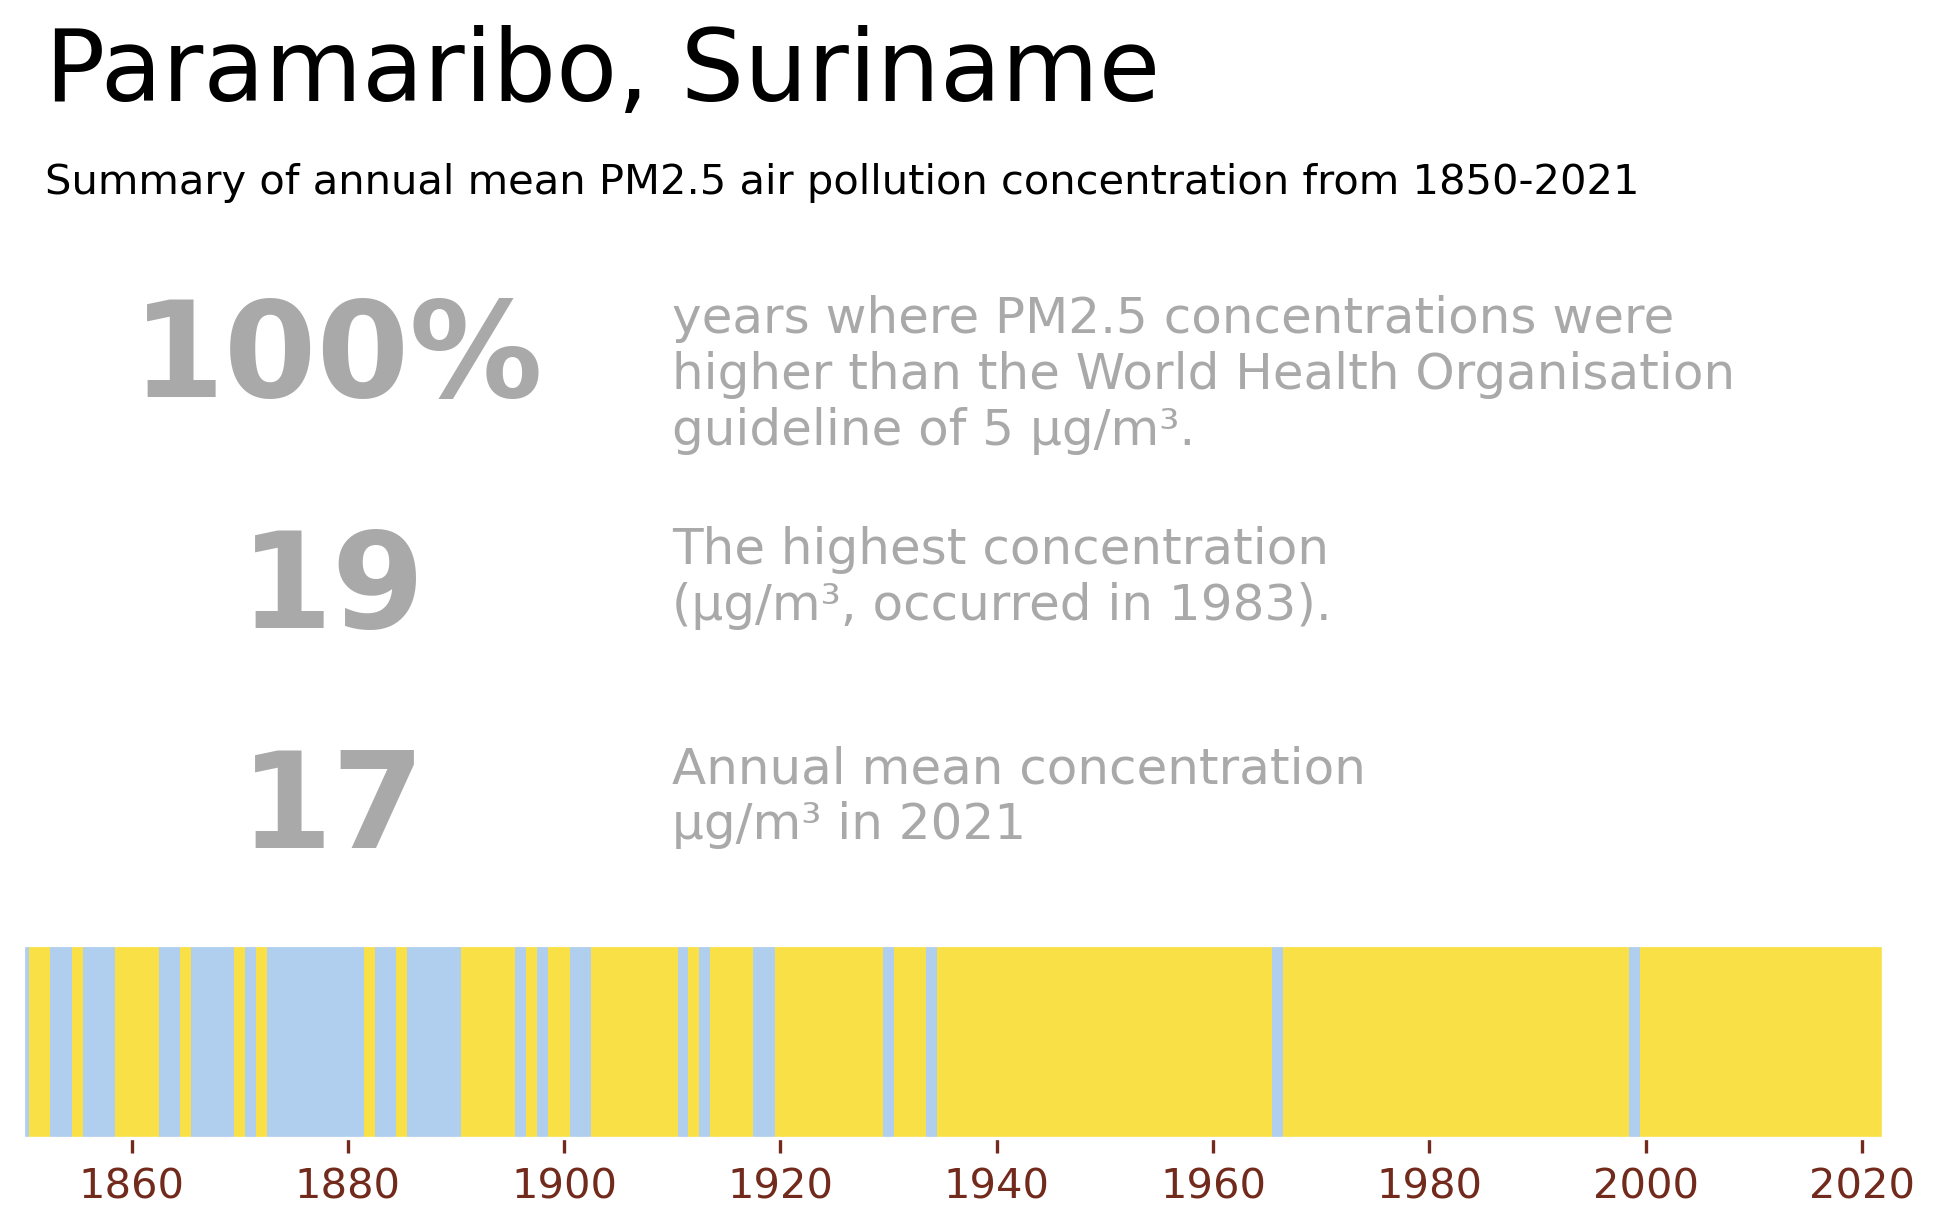 Paramaribo, Suriname
Summary of annual mean PM2.5 air pollution concentration from 1850-2021
100%
years where PM2.5 concentrations were
higher than the World Health Organisation
guideline of 5 µg/m³.
19
The highest concentration
(µg/m³, occurred in 1983).
17
Annual mean concentration
µg/m³ in 2021
1860 1880 1900 1920 1940 1960 1980 2000 2020